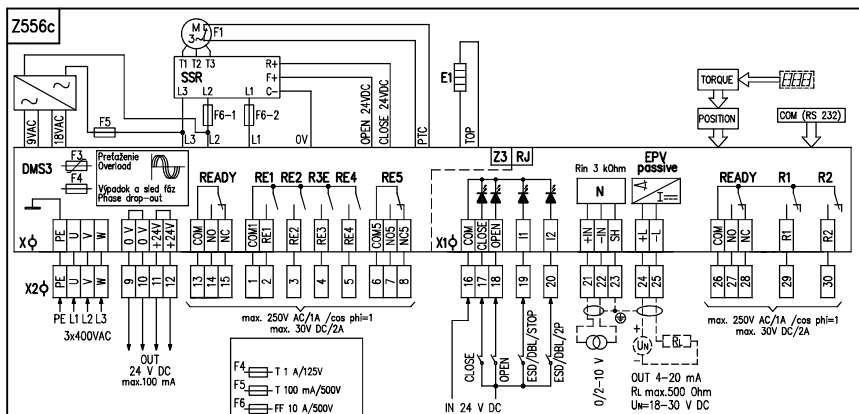 Z556c
M
3~
F1
T1 T2 T3
SSR
R+
F+
C-
L3 L2 L1
F6-1
F6-2
F5
9VAC
18VAC
L3
L2
L1
0V
OPEN 24VDC
CLOSE 24VDC
PTC
E1
TOP
TORQUE
POSITION
COM (RS 232)
DMS3
F3
F4
Preťaženie
Overload
Výpadok a sled fáz
Phase drop-out
READY
RE1 RE2 R3E RE4
RE5
Z3 RJ
Rin 3 kOhm
N
EPV
passive
I
READY
R1
R2
X
PE
U
V
W
0 V
0 V
+24V
+24V
COM
NO
NC
COM1
RE1
RE2
RE3
RE4
COM5
NO5
NC5
X1
COM
CLOSE
OPEN
I1
I2
+IN
-IN
SH
+L
-L
COM
NO
NC
R1
R2
X2
PE
U
V
W
9
10
11
12
13
14
15
1
2
3
4
5
6
7
8
16
17
18
19
20
21
22
23
24
25
26
27
28
29
30
PE L1 L2 L3
3x400VAC
OUT
24 V DC
max.100 mA
max. 250V AC/1A /cos phi=1
max. 30V DC/2A
F4
T 1 A/125V
F5
T 100 mA/500V
F6
FF 10 A/500V
CLOSE
OPEN
ESD/DBL/STOP
ESD/DBL/2P
IN 24 V DC
0/2-10 V
+
UN
-
RL
OUT 4-20 mA
RL max.500 Ohm
UN=18-30 V DC
max. 250V AC/1A /cos phi=1
max. 30V DC/2A